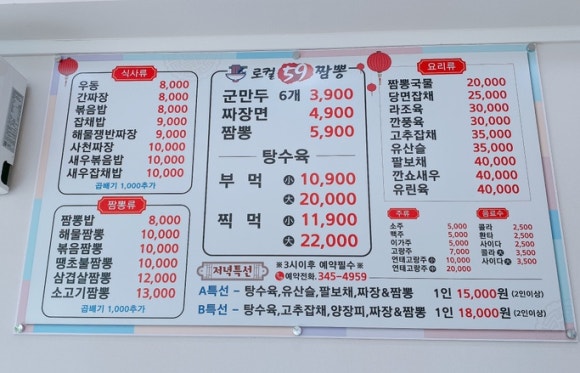 식사류
우동 8,000
간짜장 8,000
볶음밥 8,000
잡채밥 9,000
해물쟁반짜장 9,000
사천짜장 10,000
새우볶음밥 10,000
새우잡채밥 10,000
곱배기 1,000추가
짬뽕류
짬뽕밥 8,000
해물짬뽕 10,000
볶음짬뽕 10,000
땡초불짬뽕 10,000
삼겹살짬뽕 12,000
소고기짬뽕 13,000
곱배기 1,000추가
로컬 59 짬뽕
군만두 6개 3,900
짜장면 4,900
짬뽕 5,900
탕수육
부먹 小 10,900
大 20,000
찍먹 小 11,900
大 22,000
요리류
짬뽕국물 20,000
당면잡채 25,000
라조육 30,000
깐풍육 30,000
고추잡채 35,000
유산슬 35,000
팔보채 40,000
깐쇼새우 40,000
유린육 40,000
주류
소주 5,000
맥주 5,000
이가주 5,000
고량주 7,000
연태고량주 小 10,000
연태고량주 中 20,000
음료수
콜라 2,500
환타 2,500
사이다 2,500
콜라 大 3,500
사이다 大 3,500
저녁특선
※3시이후 예약필수※
예약전화.345-4959
A특선 – 탕수육,유산슬,팔보채,짜장&짬뽕 1인 15,000원 (2인이상)
B특선 – 탕수육,고추잡채,양장피,짜장&짬뽕 1인 18,000원 (2인이상)